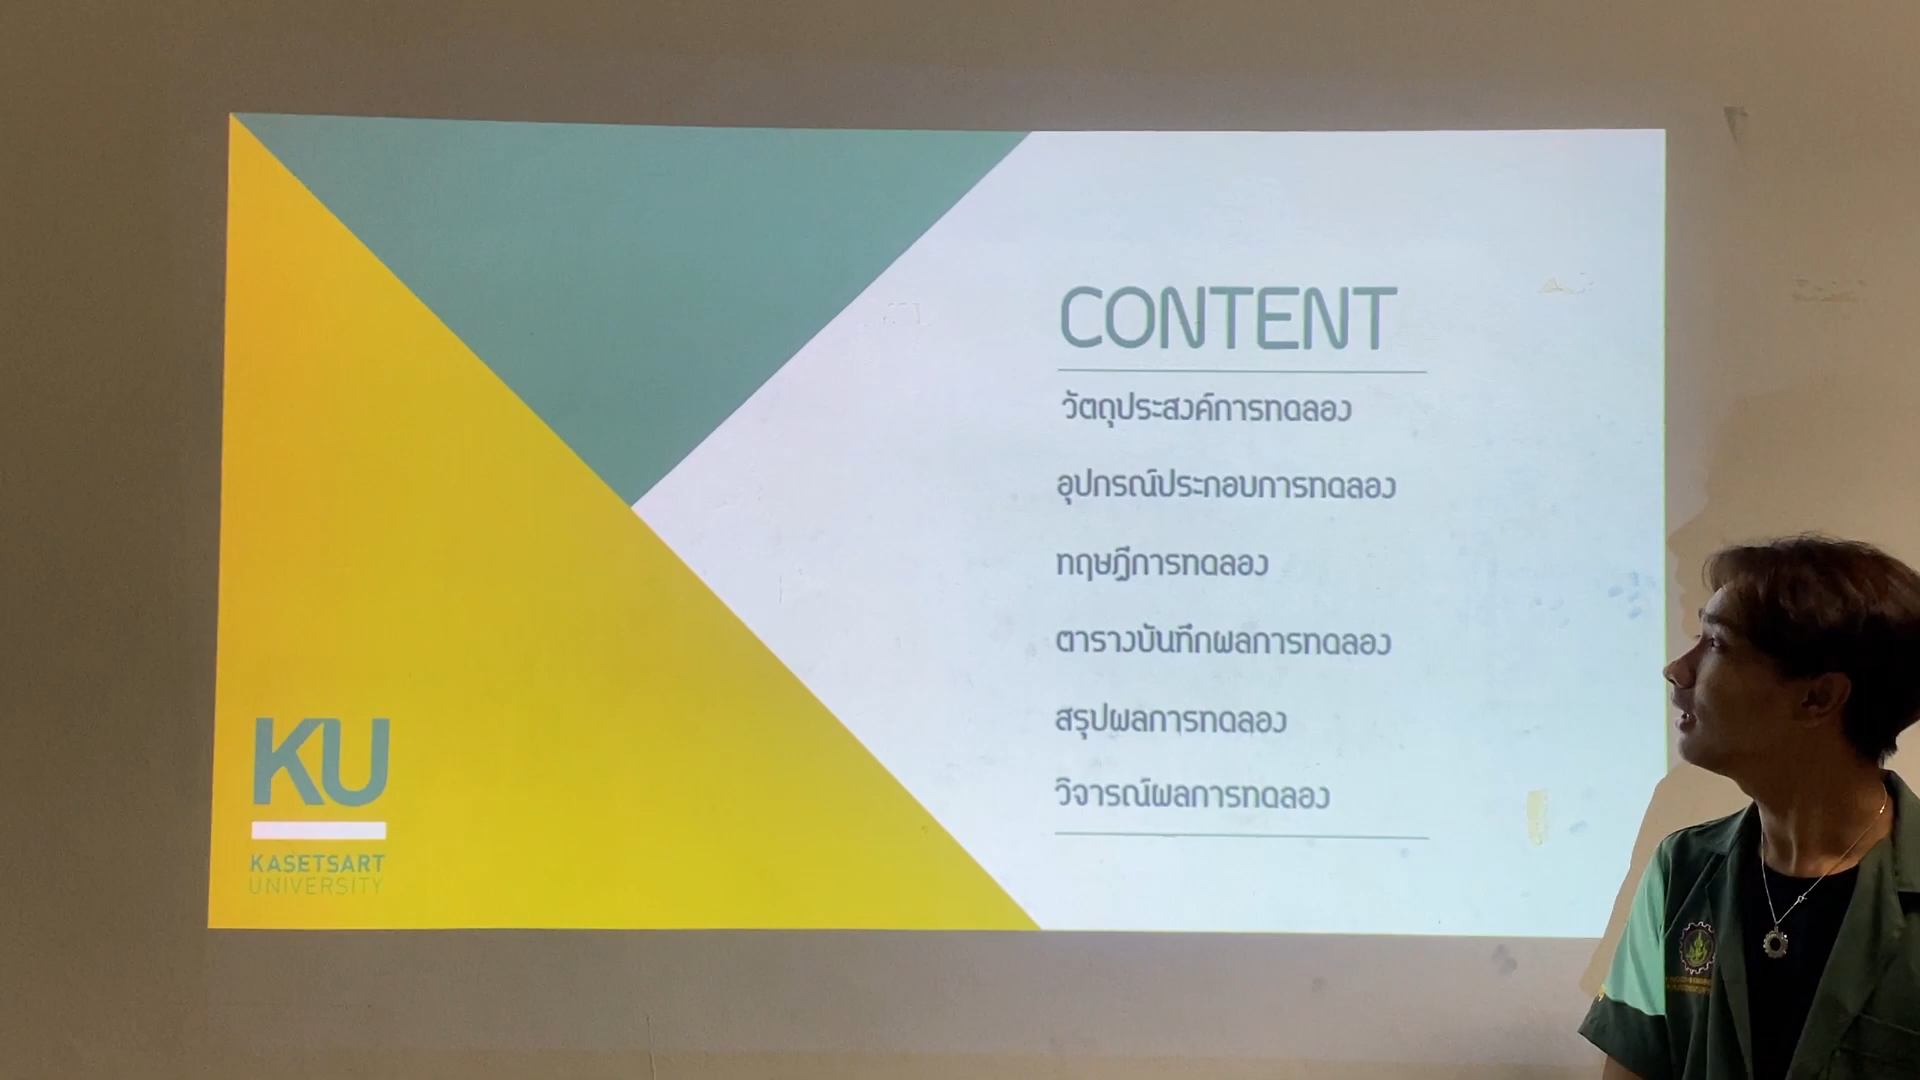 CONTENT
วัตถุประสงค์การทดลอง
อุปกรณ์ประกอบการทดลอง
ทฤษฎีการทดลอง
ตารางบันทึกผลการทดลอง
สรุปผลการทดลอง
วิจารณ์ผลการทดลอง
KU
KASETSART
UNIVERSITY